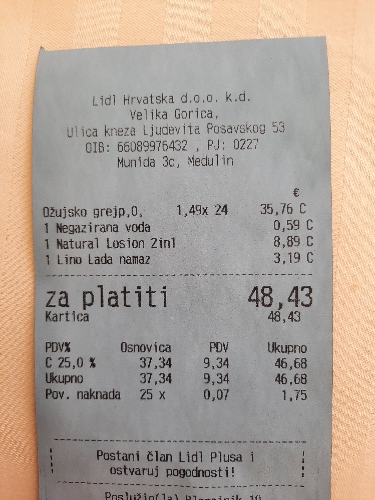 Lidl Hrvatska d.o.o. k.d.
Velika Gorica,
Ulica kneza Ljudevita Posavskog 53
OIB: 66089976432 , PJ: 0227
Munida 3c, Medulin
€
Ožujsko grejp,0, 1,49x 24 35,76 C
1 Negazirana voda 0,59 C
1 Natural Losion 2in1 8,89 C
1 Lino Lada namaz 3,19 C
za platiti 48,43
Kartica 48,43
PDV% Osnovica PDV Ukupno
C 25,0 % 37,34 9,34 46,68
Ukupno 37,34 9,34 46,68
Pov. naknada 25 x 0,07 1,75
Postani član Lidl Plusa i
ostvaruj pogodnosti!